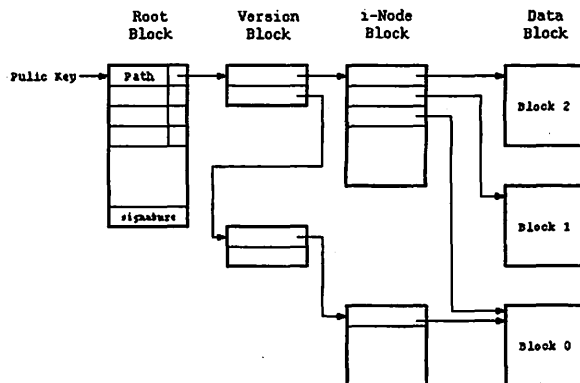 Root
Block
Version
Block
i-Node
Block
Data
Block
Pulic Key
Path
signature
Block 2
Block 1
Block 0